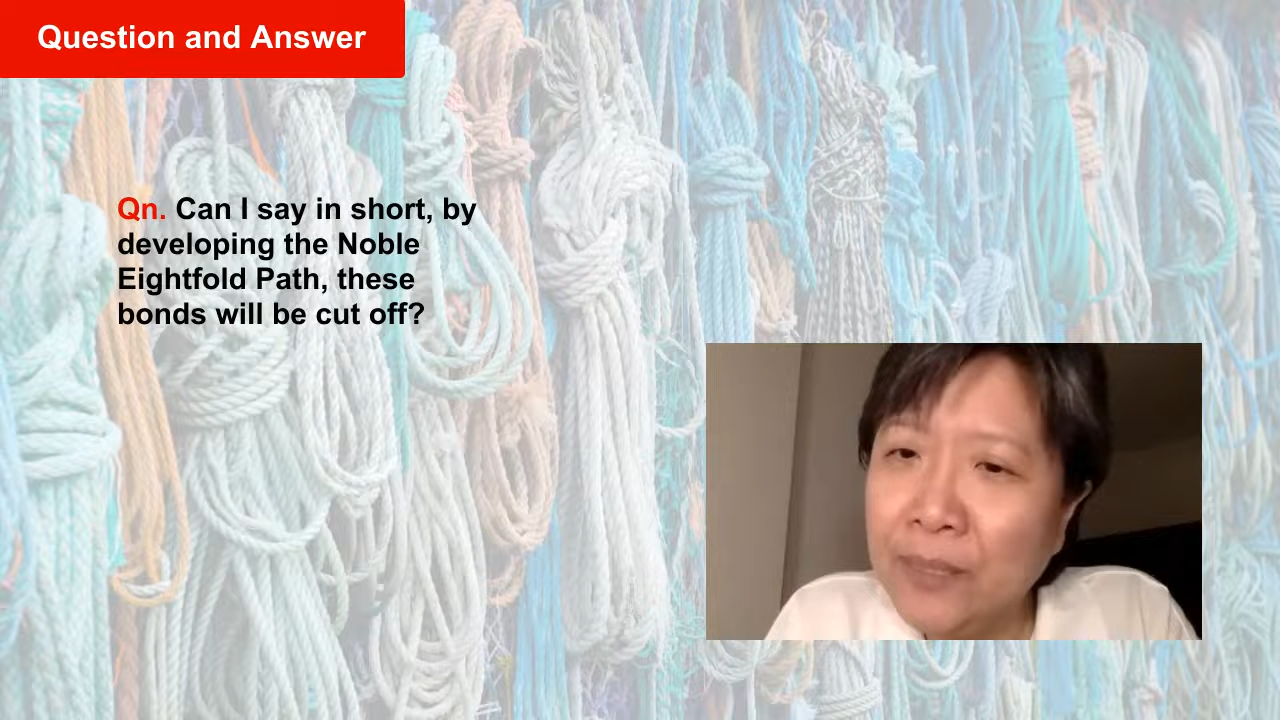 Question and Answer
Qn. Can I say in short, by
developing the Noble
Eightfold Path, these
bonds will be cut off?